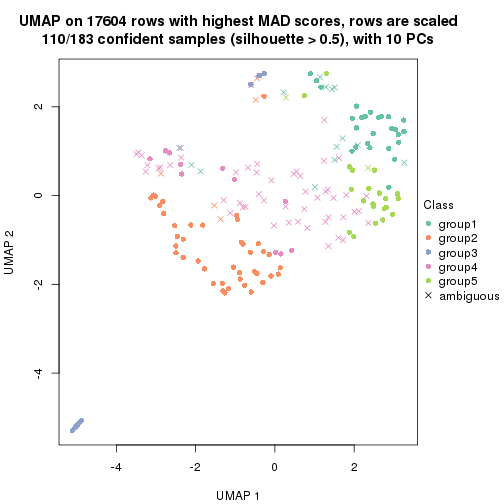 UMAP on 17604 rows with highest MAD scores, rows are scaled
110/183 confident samples (silhouette > 0.5), with 10 PCs
2
0
-2
-4
UMAP 2
-4
-2
0
2
UMAP 1
Class
group1
group2
group3
group4
group5
ambiguous